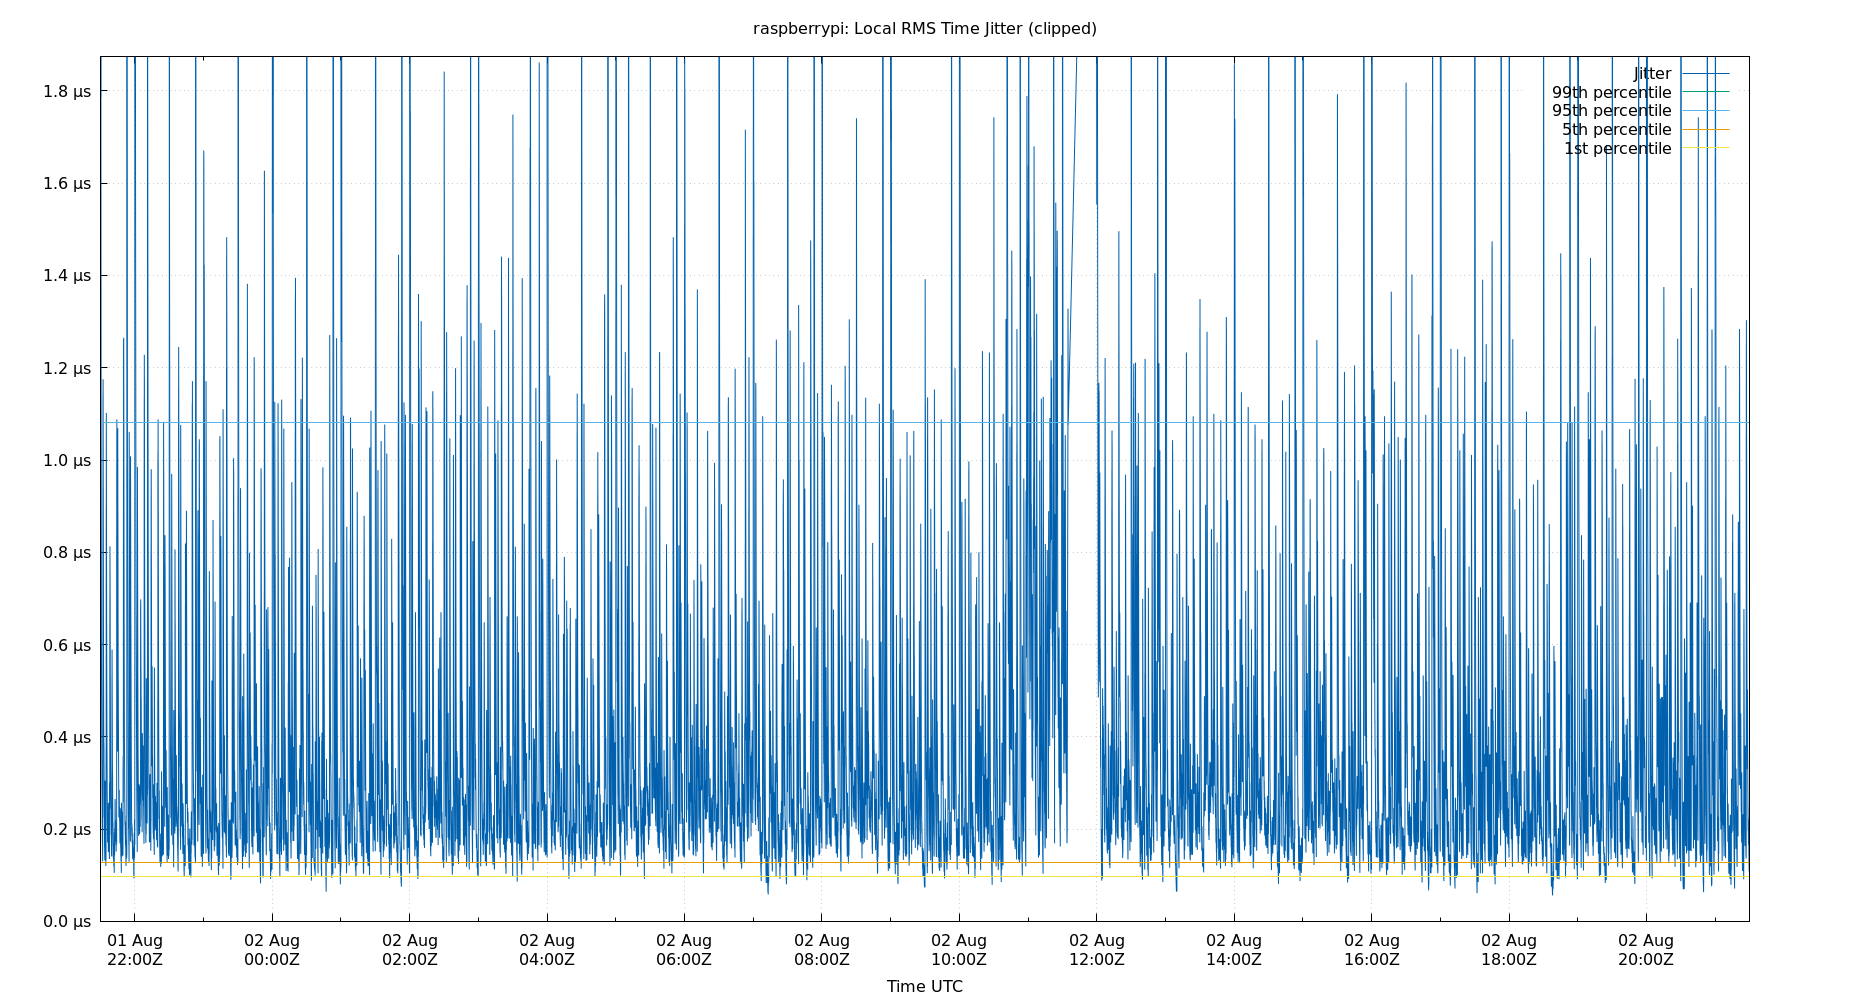 raspberrypi: Local RMS Time Jitter (clipped)
1.8 µs
1.6 µs
1.4 µs
1.2 µs
1.0 µs
0.8 µs
0.6 µs
0.4 µs
0.2 µs
0.0 µs
Jitter
99th percentile
95th percentile
5th percentile
1st percentile
01 Aug 02 Aug 02 Aug 02 Aug 02 Aug 02 Aug 02 Aug 02 Aug 02 Aug 02 Aug 02 Aug 02 Aug
22:00Z 00:00Z 02:00Z 04:00Z 06:00Z 08:00Z 10:00Z 12:00Z 14:00Z 16:00Z 18:00Z 20:00Z
Time UTC